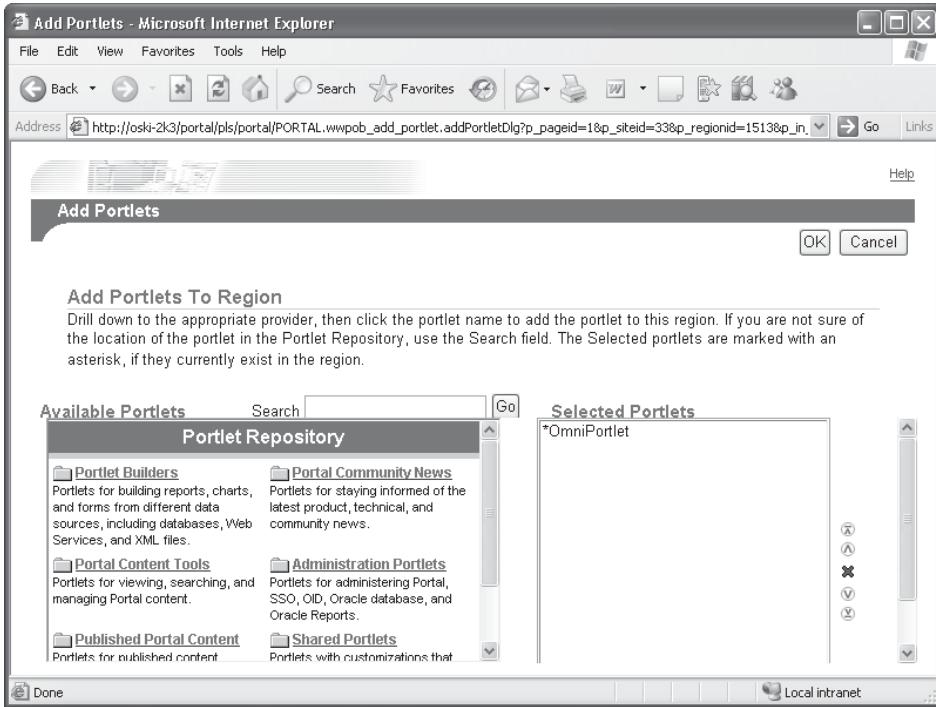 Add Portlets - Microsoft Internet Explorer
File Edit View Favorites Tools Help
Back Search Favorites
Address http://oski-2k3/portal/pls/portal/PORTAL.wwpob_add_portlet.addPortletDlg?p_pageid=1&p_siteid=33&p_regionid=1513&p_in_ Go Links
Help
Add Portlets
OK Cancel
Add Portlets To Region
Drill down to the appropriate provider, then click the portlet name to add the portlet to this region. If you are not sure of
the location of the portlet in the Portlet Repository, use the Search field. The Selected portlets are marked with an
asterisk, if they currently exist in the region.
Available Portlets Search Go Selected Portlets
Portlet Repository
Portlet Builders
Portlets for building reports, charts,
and forms from different data
sources, including databases, Web
Services, and XML files.
Portal Community News
Portlets for staying informed of the
latest product, technical, and
community news.
Portal Content Tools
Portlets for viewing, searching, and
managing Portal content.
Administration Portlets
Portlets for administering Portal,
SSO, OID, Oracle database, and
Oracle Reports.
Published Portal Content
Portlets for published content
Shared Portlets
Portlets with customizations that
*OmniPortlet
Done Local intranet